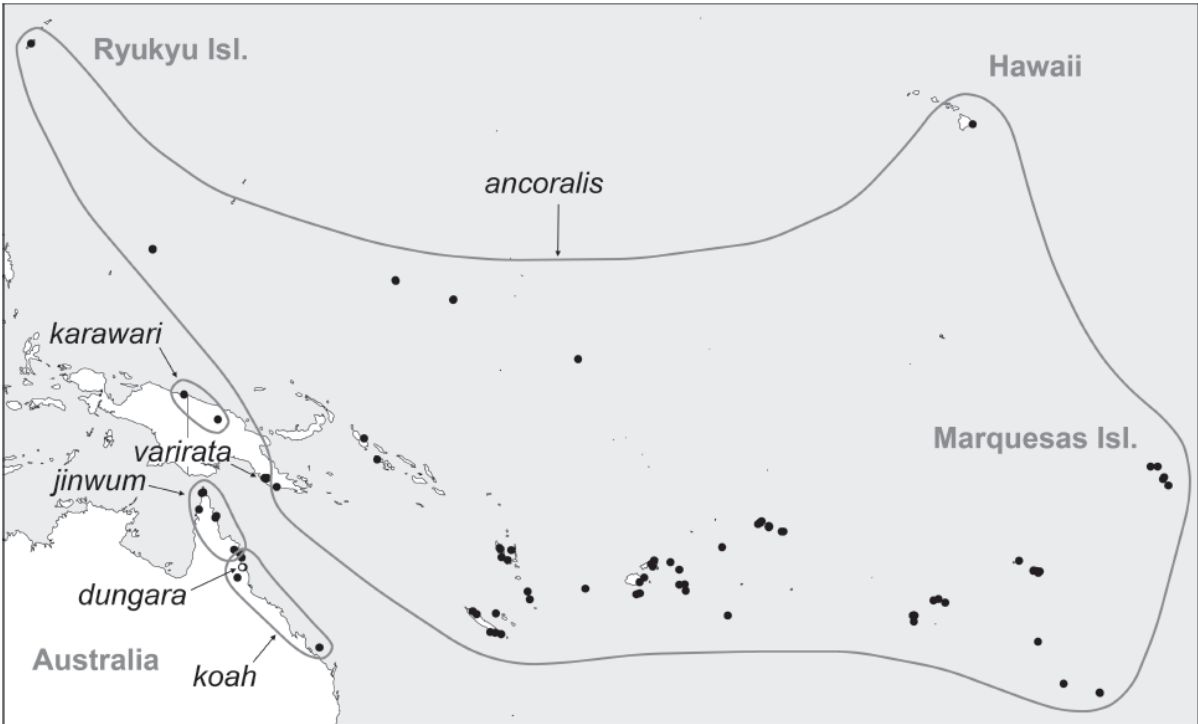 Ryukyu Isl.
Hawaii
ancoralis
karawari
varirata
Marquesas Isl.
jinwum
dungara
Australia
koah